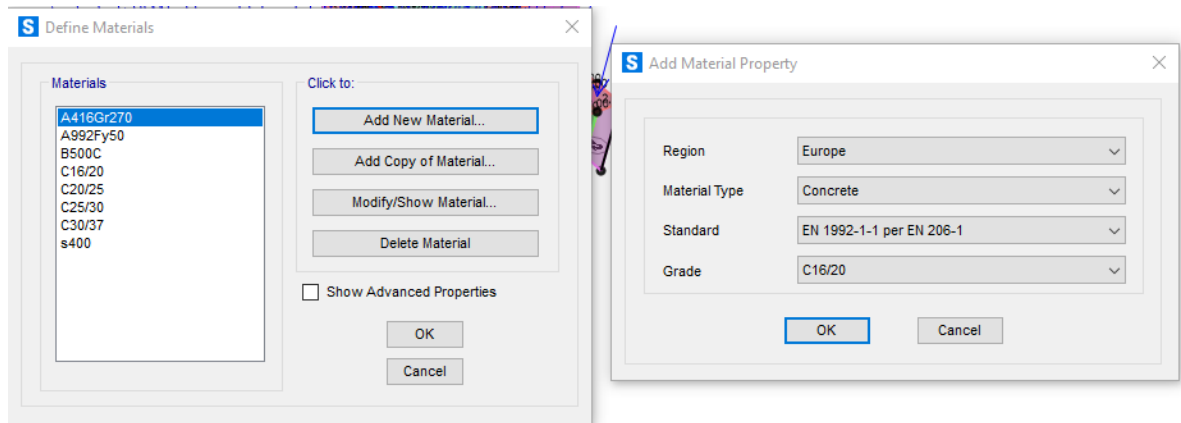 S Define Materials
Materials
A416Gr270
A992Fy50
B500C
C16/20
C20/25
C25/30
C30/37
s400
Click to:
Add New Material...
Add Copy of Material...
Modify/Show Material...
Delete Material
Show Advanced Properties
OK
Cancel
S Add Material Property
Region Europe
Material Type Concrete
Standard EN 1992-1-1 per EN 206-1
Grade C16/20
OK Cancel